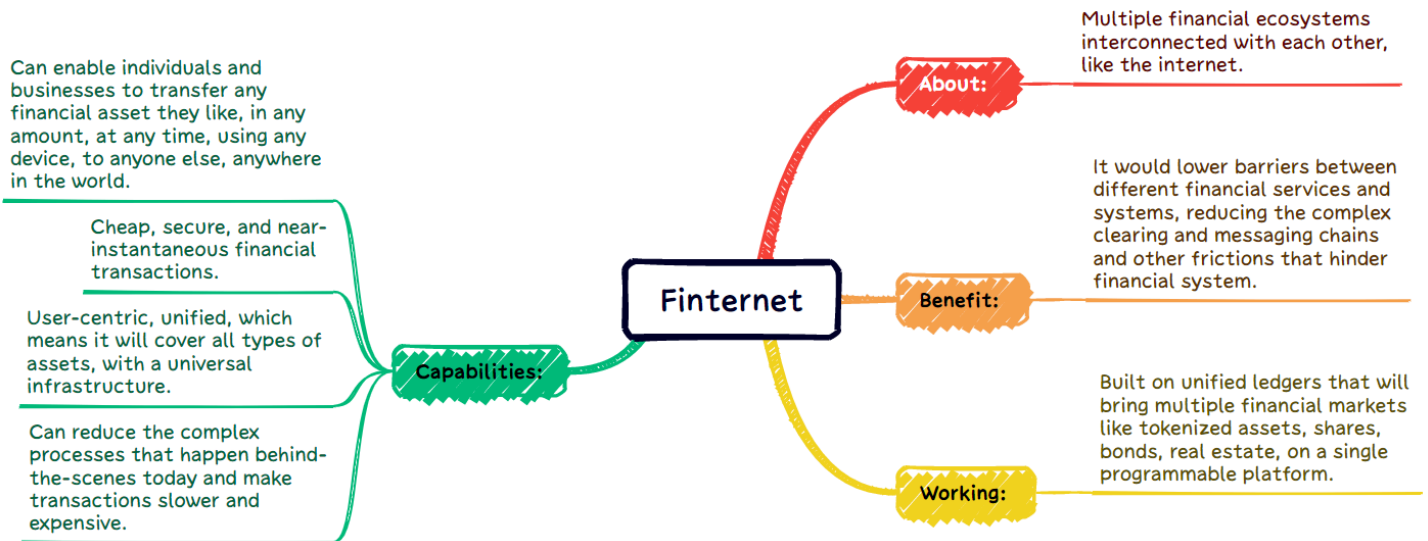 Finternet
About:
Multiple financial ecosystems
interconnected with each other,
like the internet.
Benefit:
It would lower barriers between
different financial services and
systems, reducing the complex
clearing and messaging chains
and other frictions that hinder
financial system.
Working:
Built on unified ledgers that will
bring multiple financial markets
like tokenized assets, shares,
bonds, real estate, on a single
programmable platform.
Capabilities:
Can enable individuals and
businesses to transfer any
financial asset they like, in any
amount, at any time, using any
device, to anyone else, anywhere
in the world.
Cheap, secure, and near-
instantaneous financial
transactions.
User-centric, unified, which
means it will cover all types of
assets, with a universal
infrastructure.
Can reduce the complex
processes that happen behind-
the-scenes today and make
transactions slower and
expensive.